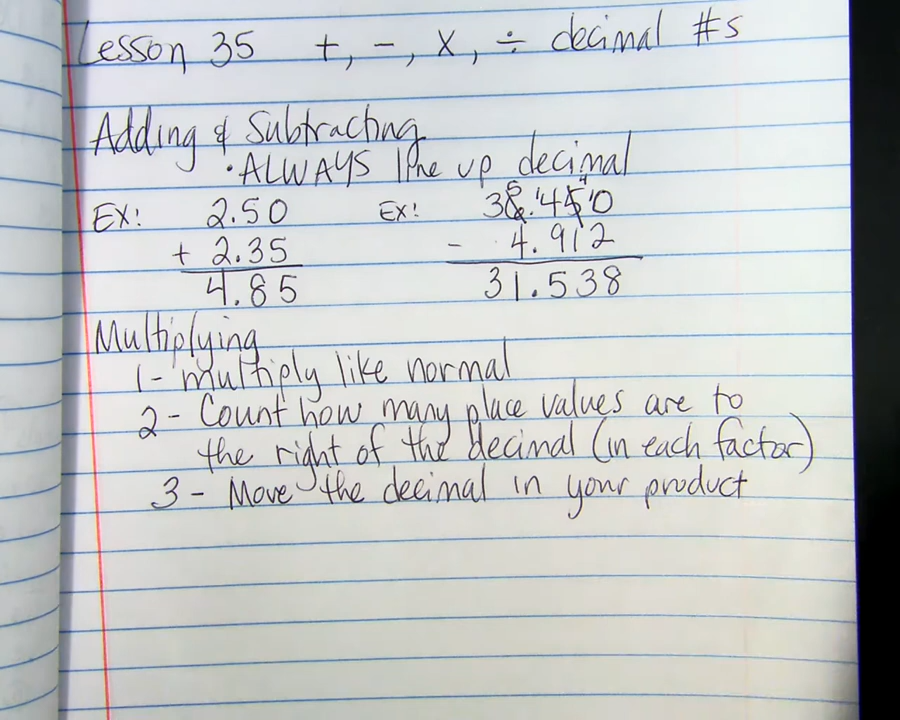 Lesson 35 +, -, x, ÷ decimal #s
Adding & Subtracting
• ALWAYS line up decimal
EX: 2.50 EX: 36.450
+ 2.35 - 4.912
4.85 31.538
Multiplying
1- multiply like normal
2- Count how many place values are to
the right of the decimal (in each factor)
3- Move the decimal in your product